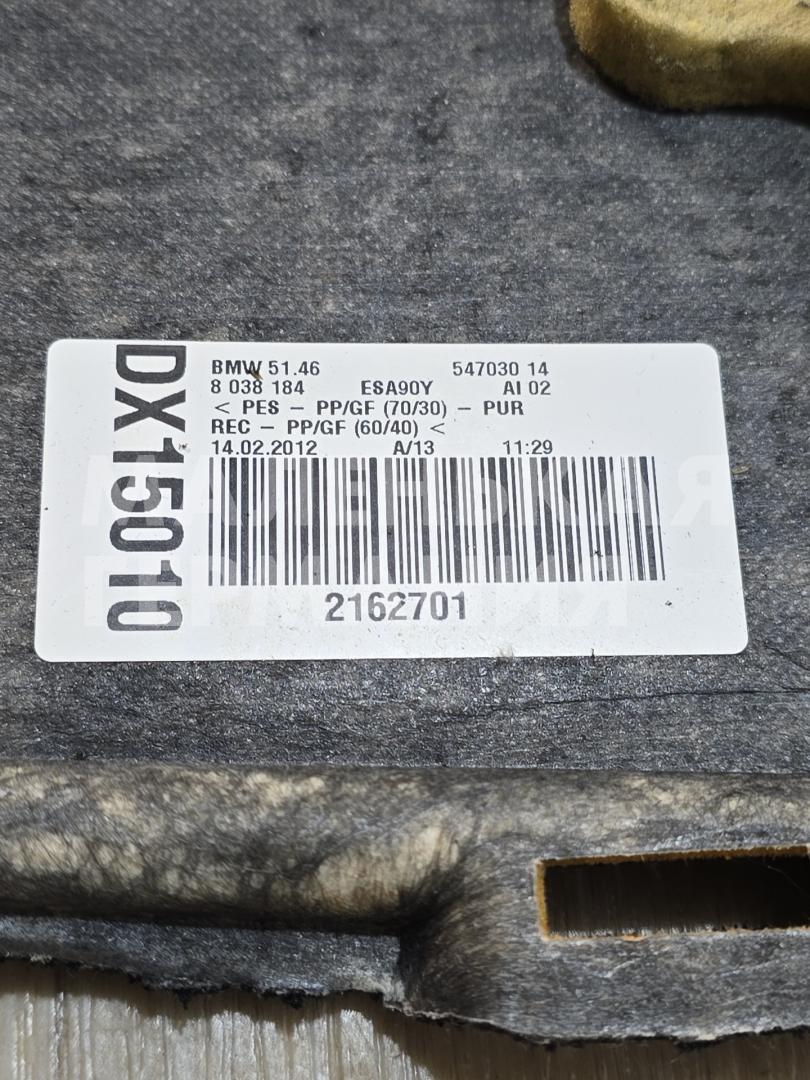 DX15010
BMW 51.46 547030 14
8 038 184 ESA90Y AI 02
< PES – PP/GF (70/30) – PUR
REC – PP/GF (60/40) <
14.02.2012 A/13 11:29
2162701
МАЛЕНЬКАЯ